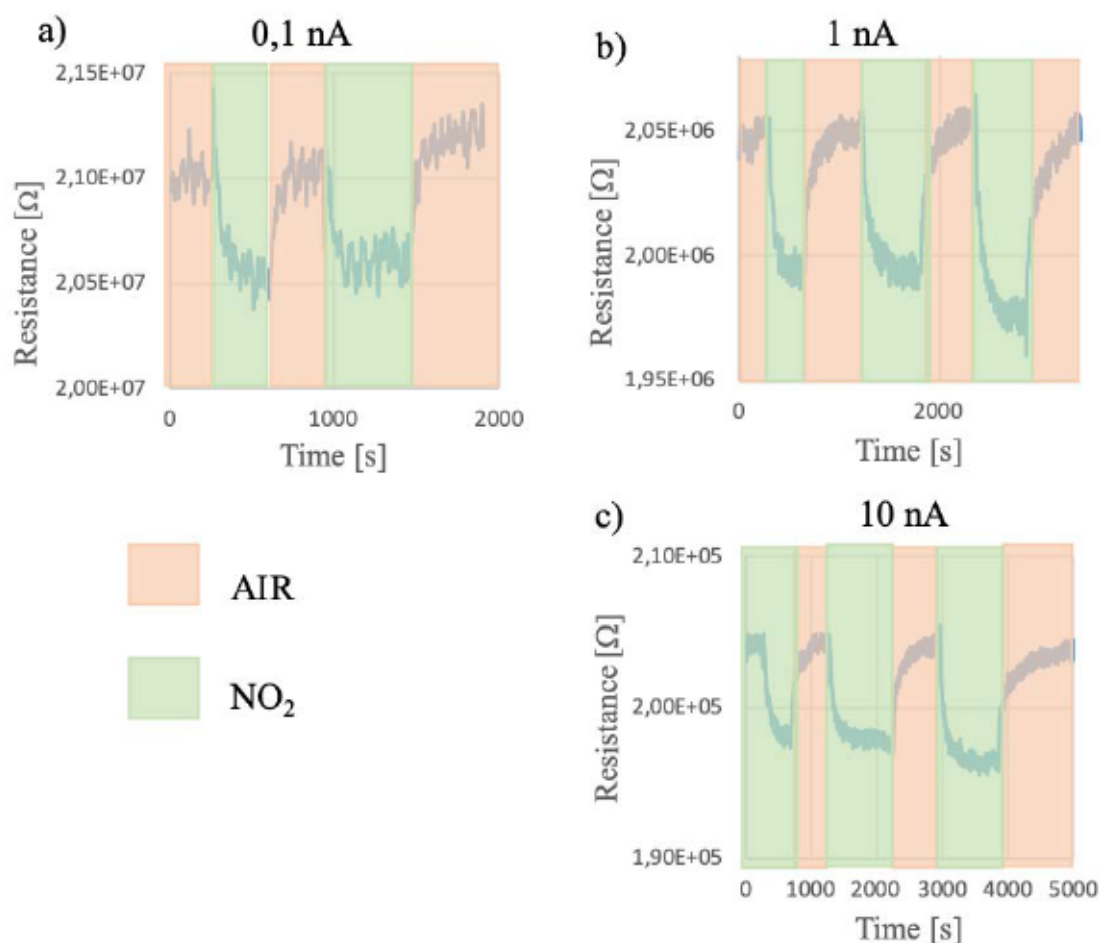 a)
0,1 nA
2,15E+07
2,10E+07
2,05E+07
2,00E+07
Resistance [Ω]
0 1000 2000
Time [s]
b)
1 nA
2,05E+06
2,00E+06
1,95E+06
Resistance [Ω]
0 2000
Time [s]
AIR
NO₂
c)
10 nA
2,10E+05
2,00E+05
1,90E+05
Resistance [Ω]
0 1000 2000 3000 4000 5000
Time [s]